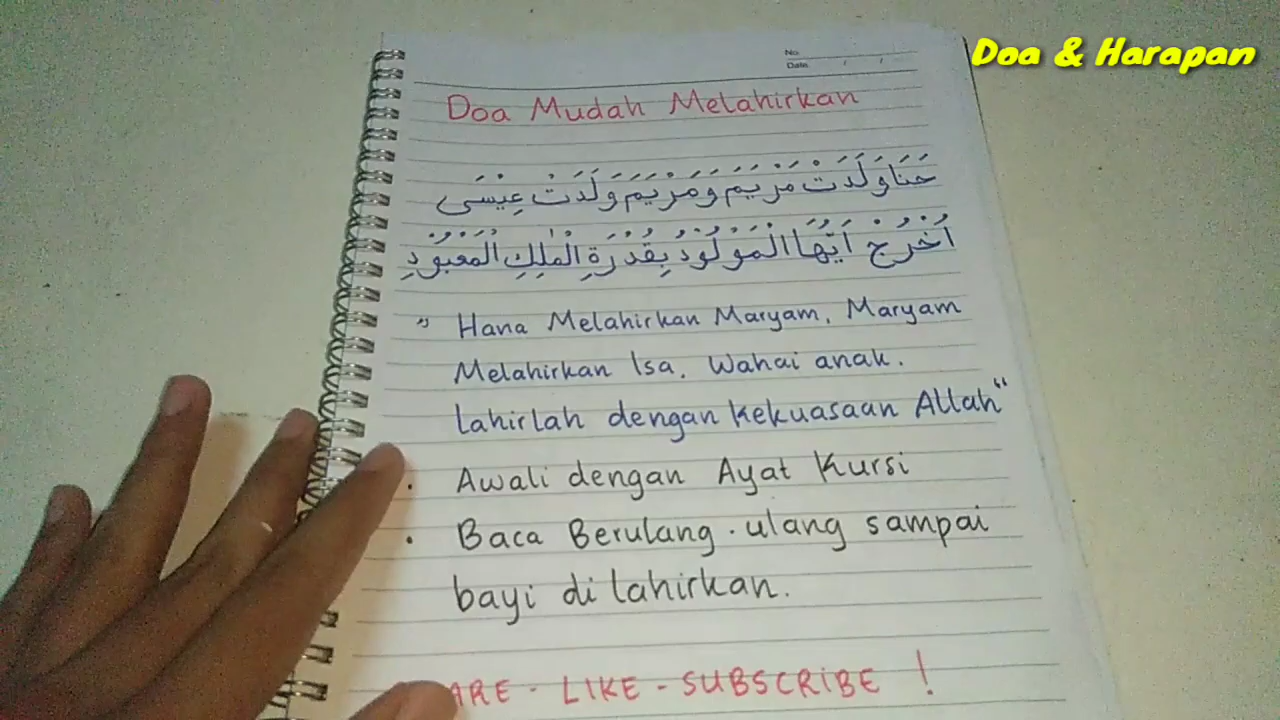 Doa & Harapan
No.
Date / /
Doa Mudah Melahirkan
حَنَا وَلَدَتْ مَرْيَمَ وَمَرْيَمَ وَلَدَتْ عِيْسَى
اُخْرُجْ اَيُّهَا الْمَوْلُوْدُ بِقُدْرَةِ الْمَلِكِ الْمَعْبُوْدِ
" Hana Melahirkan Maryam, Maryam
Melahirkan Isa, Wahai anak.
lahirlah dengan kekuasaan Allah"
. Awali dengan Ayat Kursi
. Baca Berulang-ulang sampai
bayi di lahirkan.
ARE - LIKE - SUBSCRIBE !